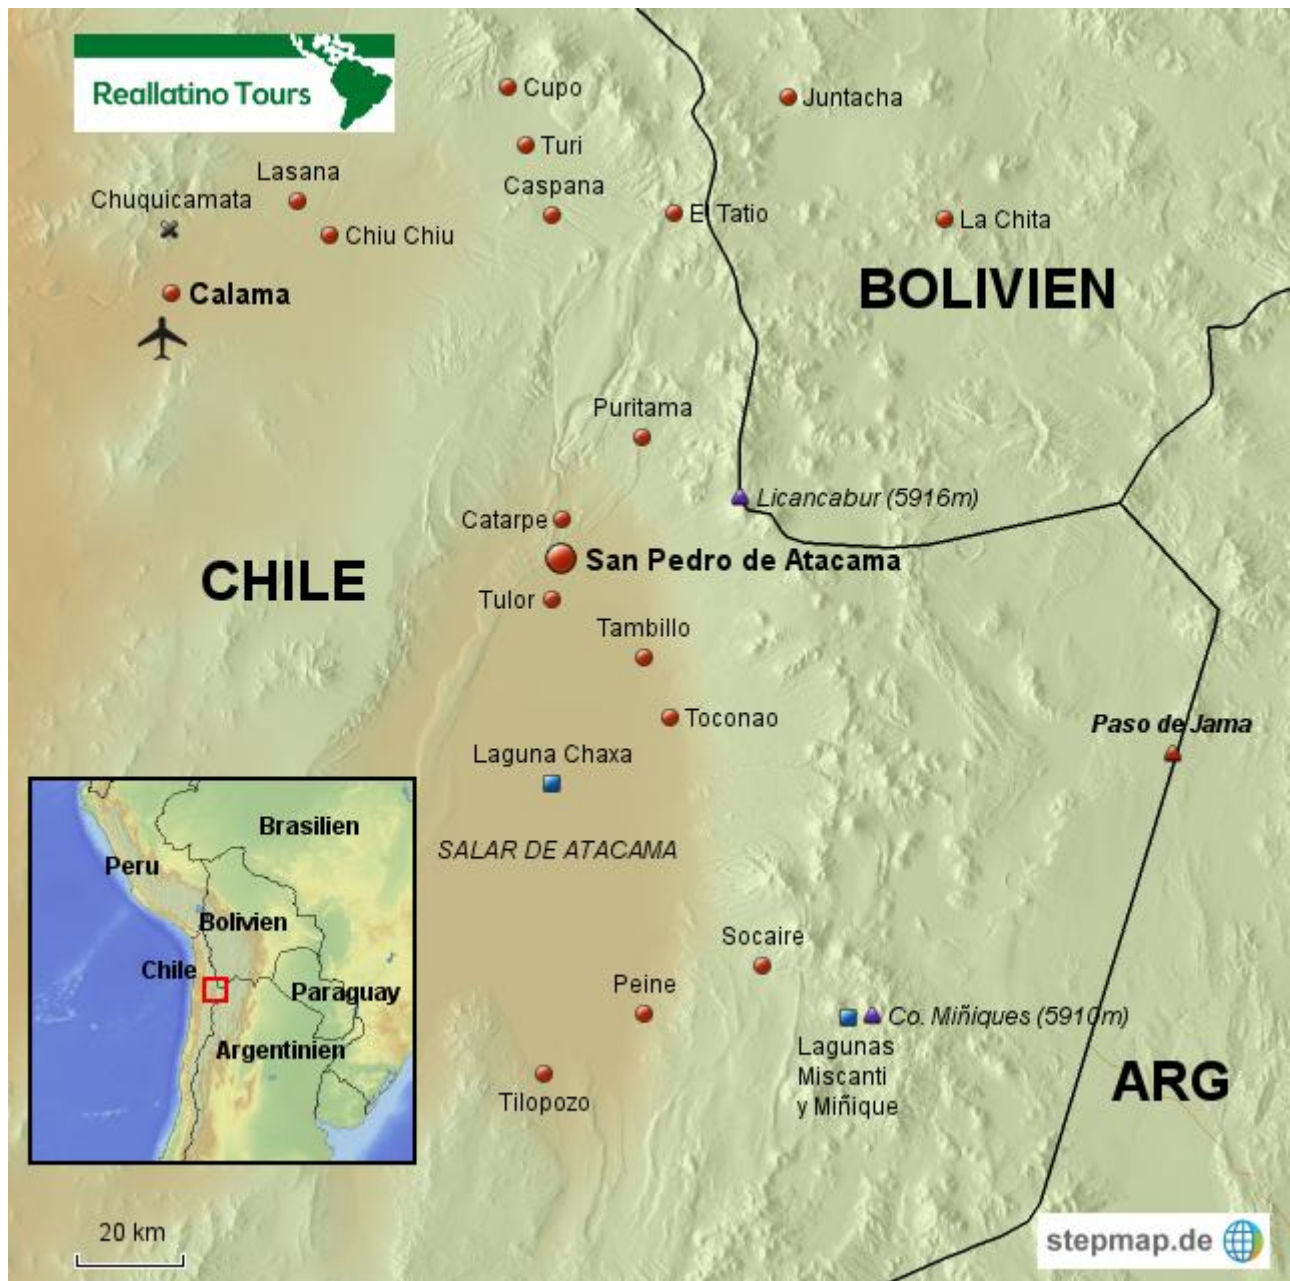 Reallatino Tours
Cupo
Juntacha
Turi
Lasana
Caspana
Chuquicamata
El Tatio
La Chita
Chiu Chiu
Calama
BOLIVIEN
Puritama
Licancabur (5916m)
Catarpe
San Pedro de Atacama
CHILE
Tulor
Tambillo
Toconao
Paso de Jama
Laguna Chaxa
SALAR DE ATACAMA
Brasilien
Peru
Bolivien
Chile
Paraguay
Argentinien
Socaire
Peine
Co. Miñiques (5910m)
Lagunas
Miscanti
y Miñique
ARG
Tilopozo
20 km
stepmap.de